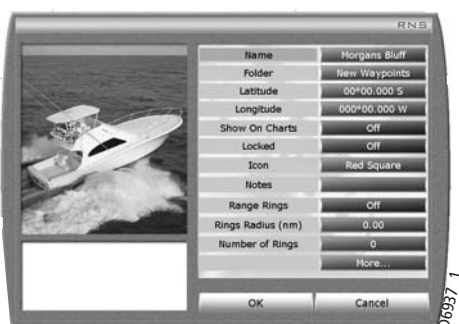 RNS
Name Morgans Bluff
Folder New Waypoints
Latitude 00°00.000 S
Longitude 000°00.000 W
Show On Charts Off
Locked Off
Icon Red Square
Notes
Range Rings Off
Rings Radius (nm) 0.00
Number of Rings 0
More...
OK Cancel
D6937_1